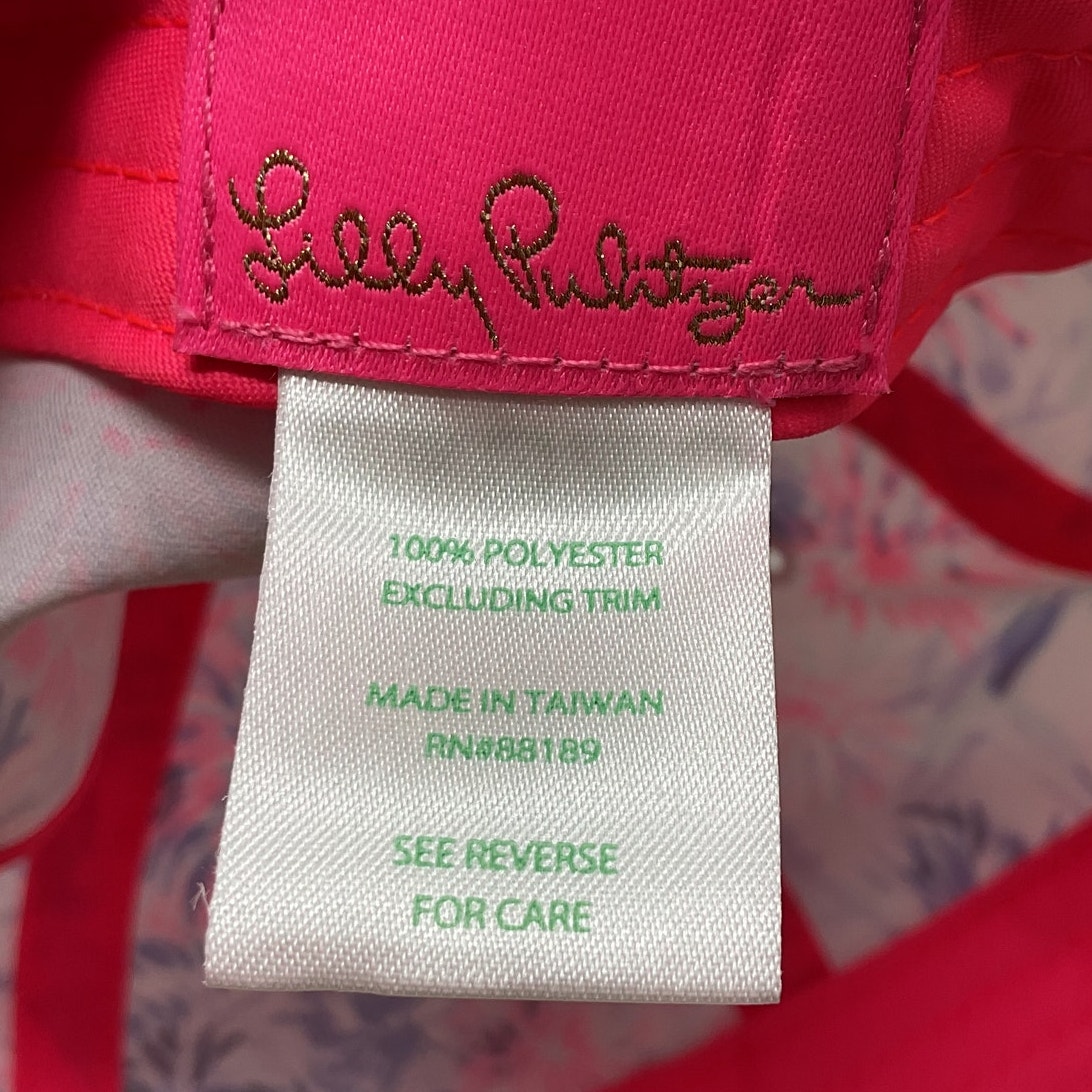 Lilly Pulitzer
100% POLYESTER
EXCLUDING TRIM
MADE IN TAIWAN
RN#88189
SEE REVERSE
FOR CARE